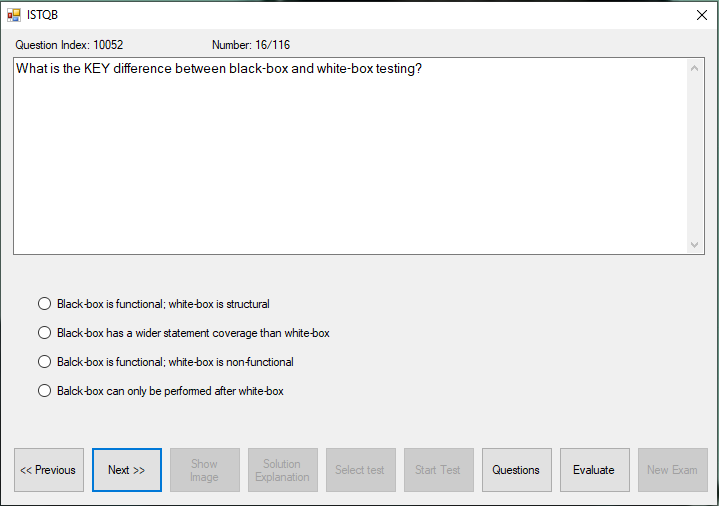 ISTQB
Question Index: 10052 Number: 16/116
What is the KEY difference between black-box and white-box testing?
Black-box is functional; white-box is structural
Black-box has a wider statement coverage than white-box
Balck-box is functional; white-box is non-functional
Balck-box can only be performed after white-box
<< Previous
Next >>
Show
Image
Solution
Explanation
Select test
Start Test
Questions
Evaluate
New Exam